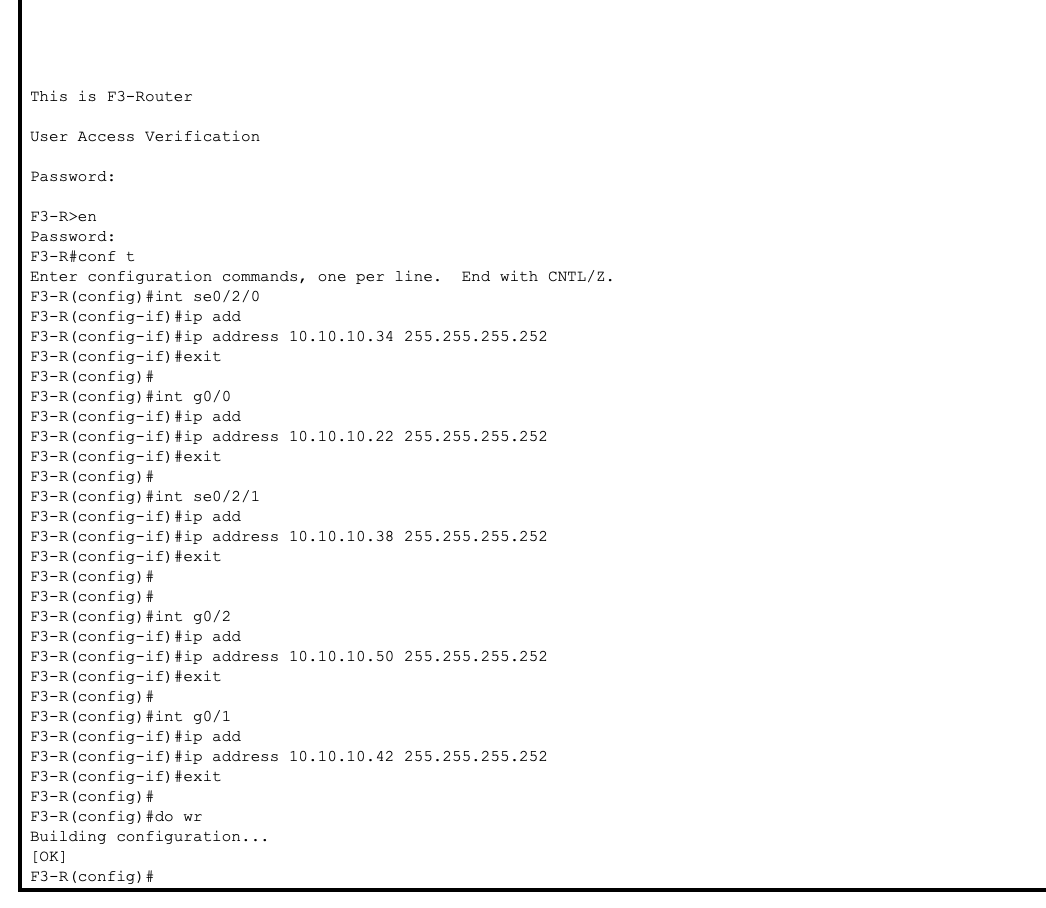 This is F3-Router
User Access Verification
Password:
F3-R>en
Password:
F3-R#conf t
Enter configuration commands, one per line.  End with CNTL/Z.
F3-R(config)#int se0/2/0
F3-R(config-if)#ip add
F3-R(config-if)#ip address 10.10.10.34 255.255.255.252
F3-R(config-if)#exit
F3-R(config)#
F3-R(config)#int g0/0
F3-R(config-if)#ip add
F3-R(config-if)#ip address 10.10.10.22 255.255.255.252
F3-R(config-if)#exit
F3-R(config)#
F3-R(config)#int se0/2/1
F3-R(config-if)#ip add
F3-R(config-if)#ip address 10.10.10.38 255.255.255.252
F3-R(config-if)#exit
F3-R(config)#
F3-R(config)#
F3-R(config)#int g0/2
F3-R(config-if)#ip add
F3-R(config-if)#ip address 10.10.10.50 255.255.255.252
F3-R(config-if)#exit
F3-R(config)#
F3-R(config)#int g0/1
F3-R(config-if)#ip add
F3-R(config-if)#ip address 10.10.10.42 255.255.255.252
F3-R(config-if)#exit
F3-R(config)#
F3-R(config)#do wr
Building configuration...
[OK]
F3-R(config)#